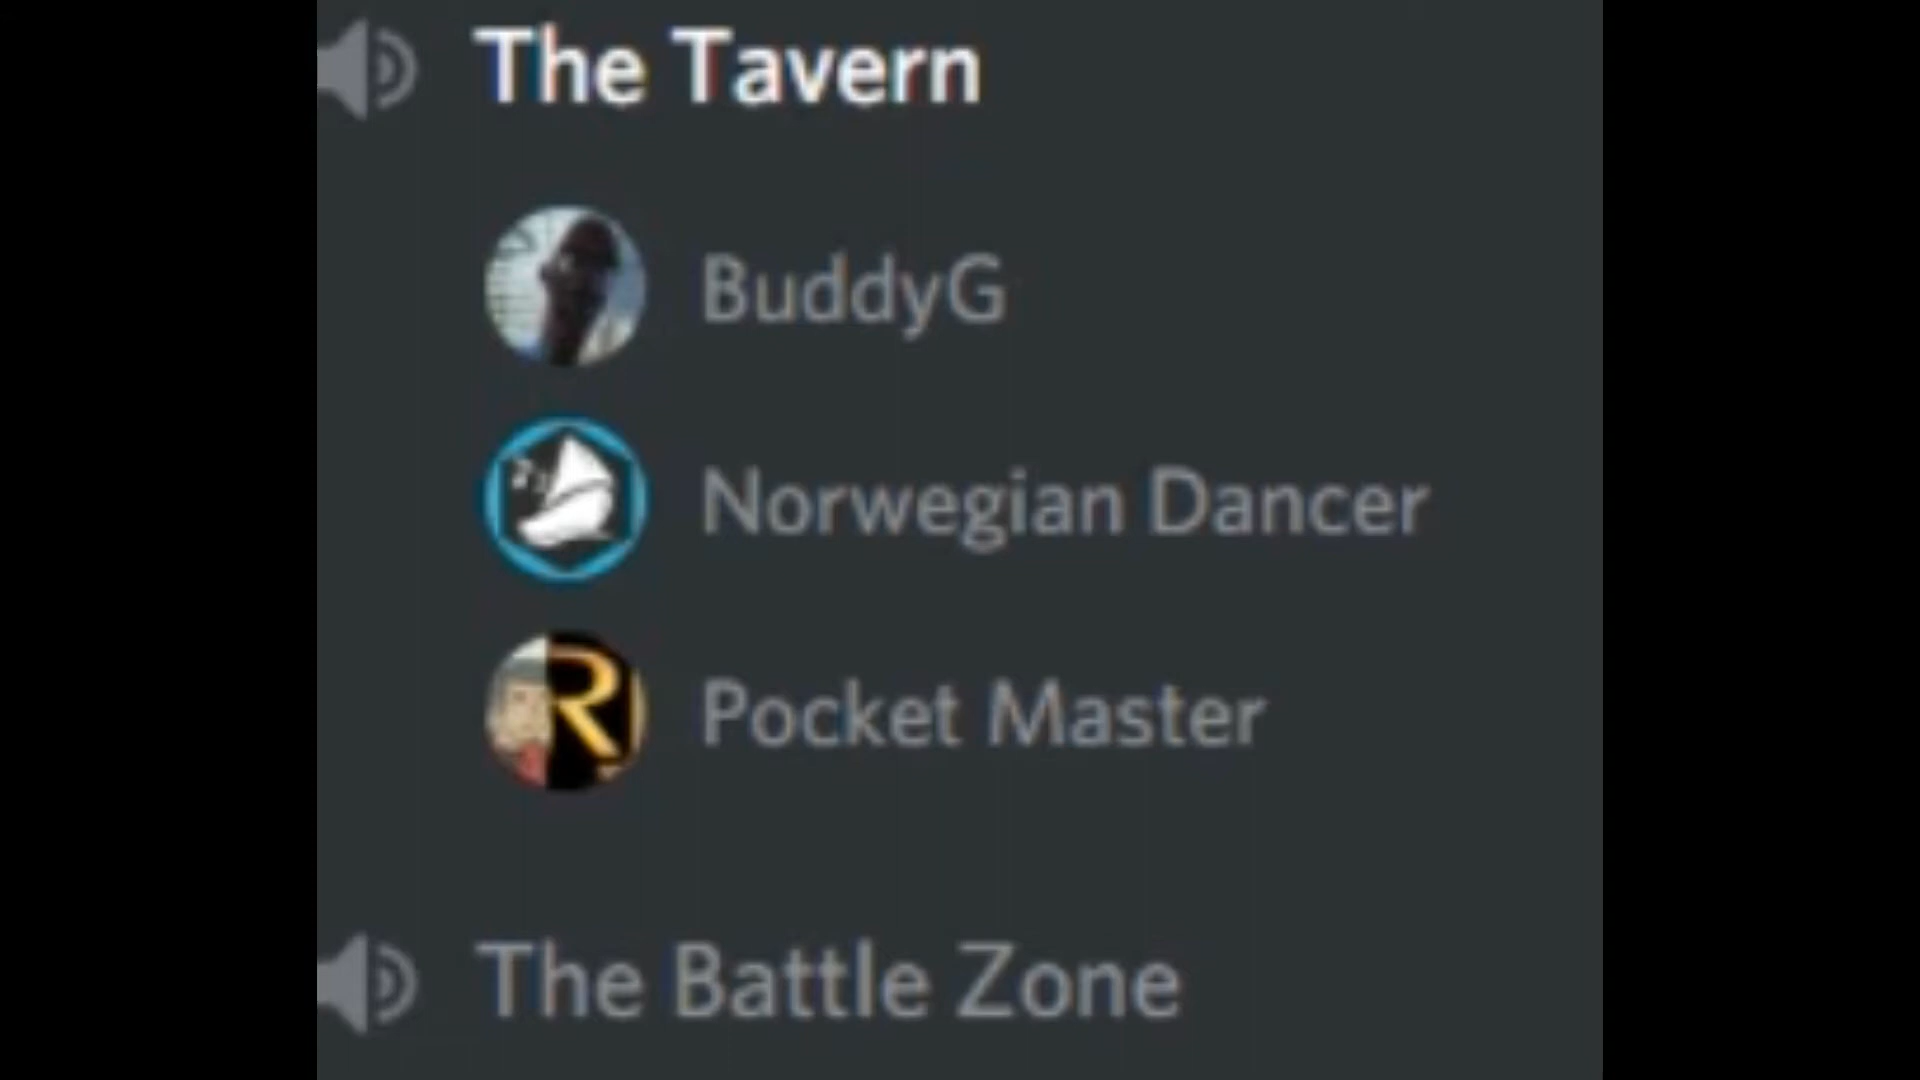 The Tavern
BuddyG
Norwegian Dancer
R
Pocket Master
The Battle Zone